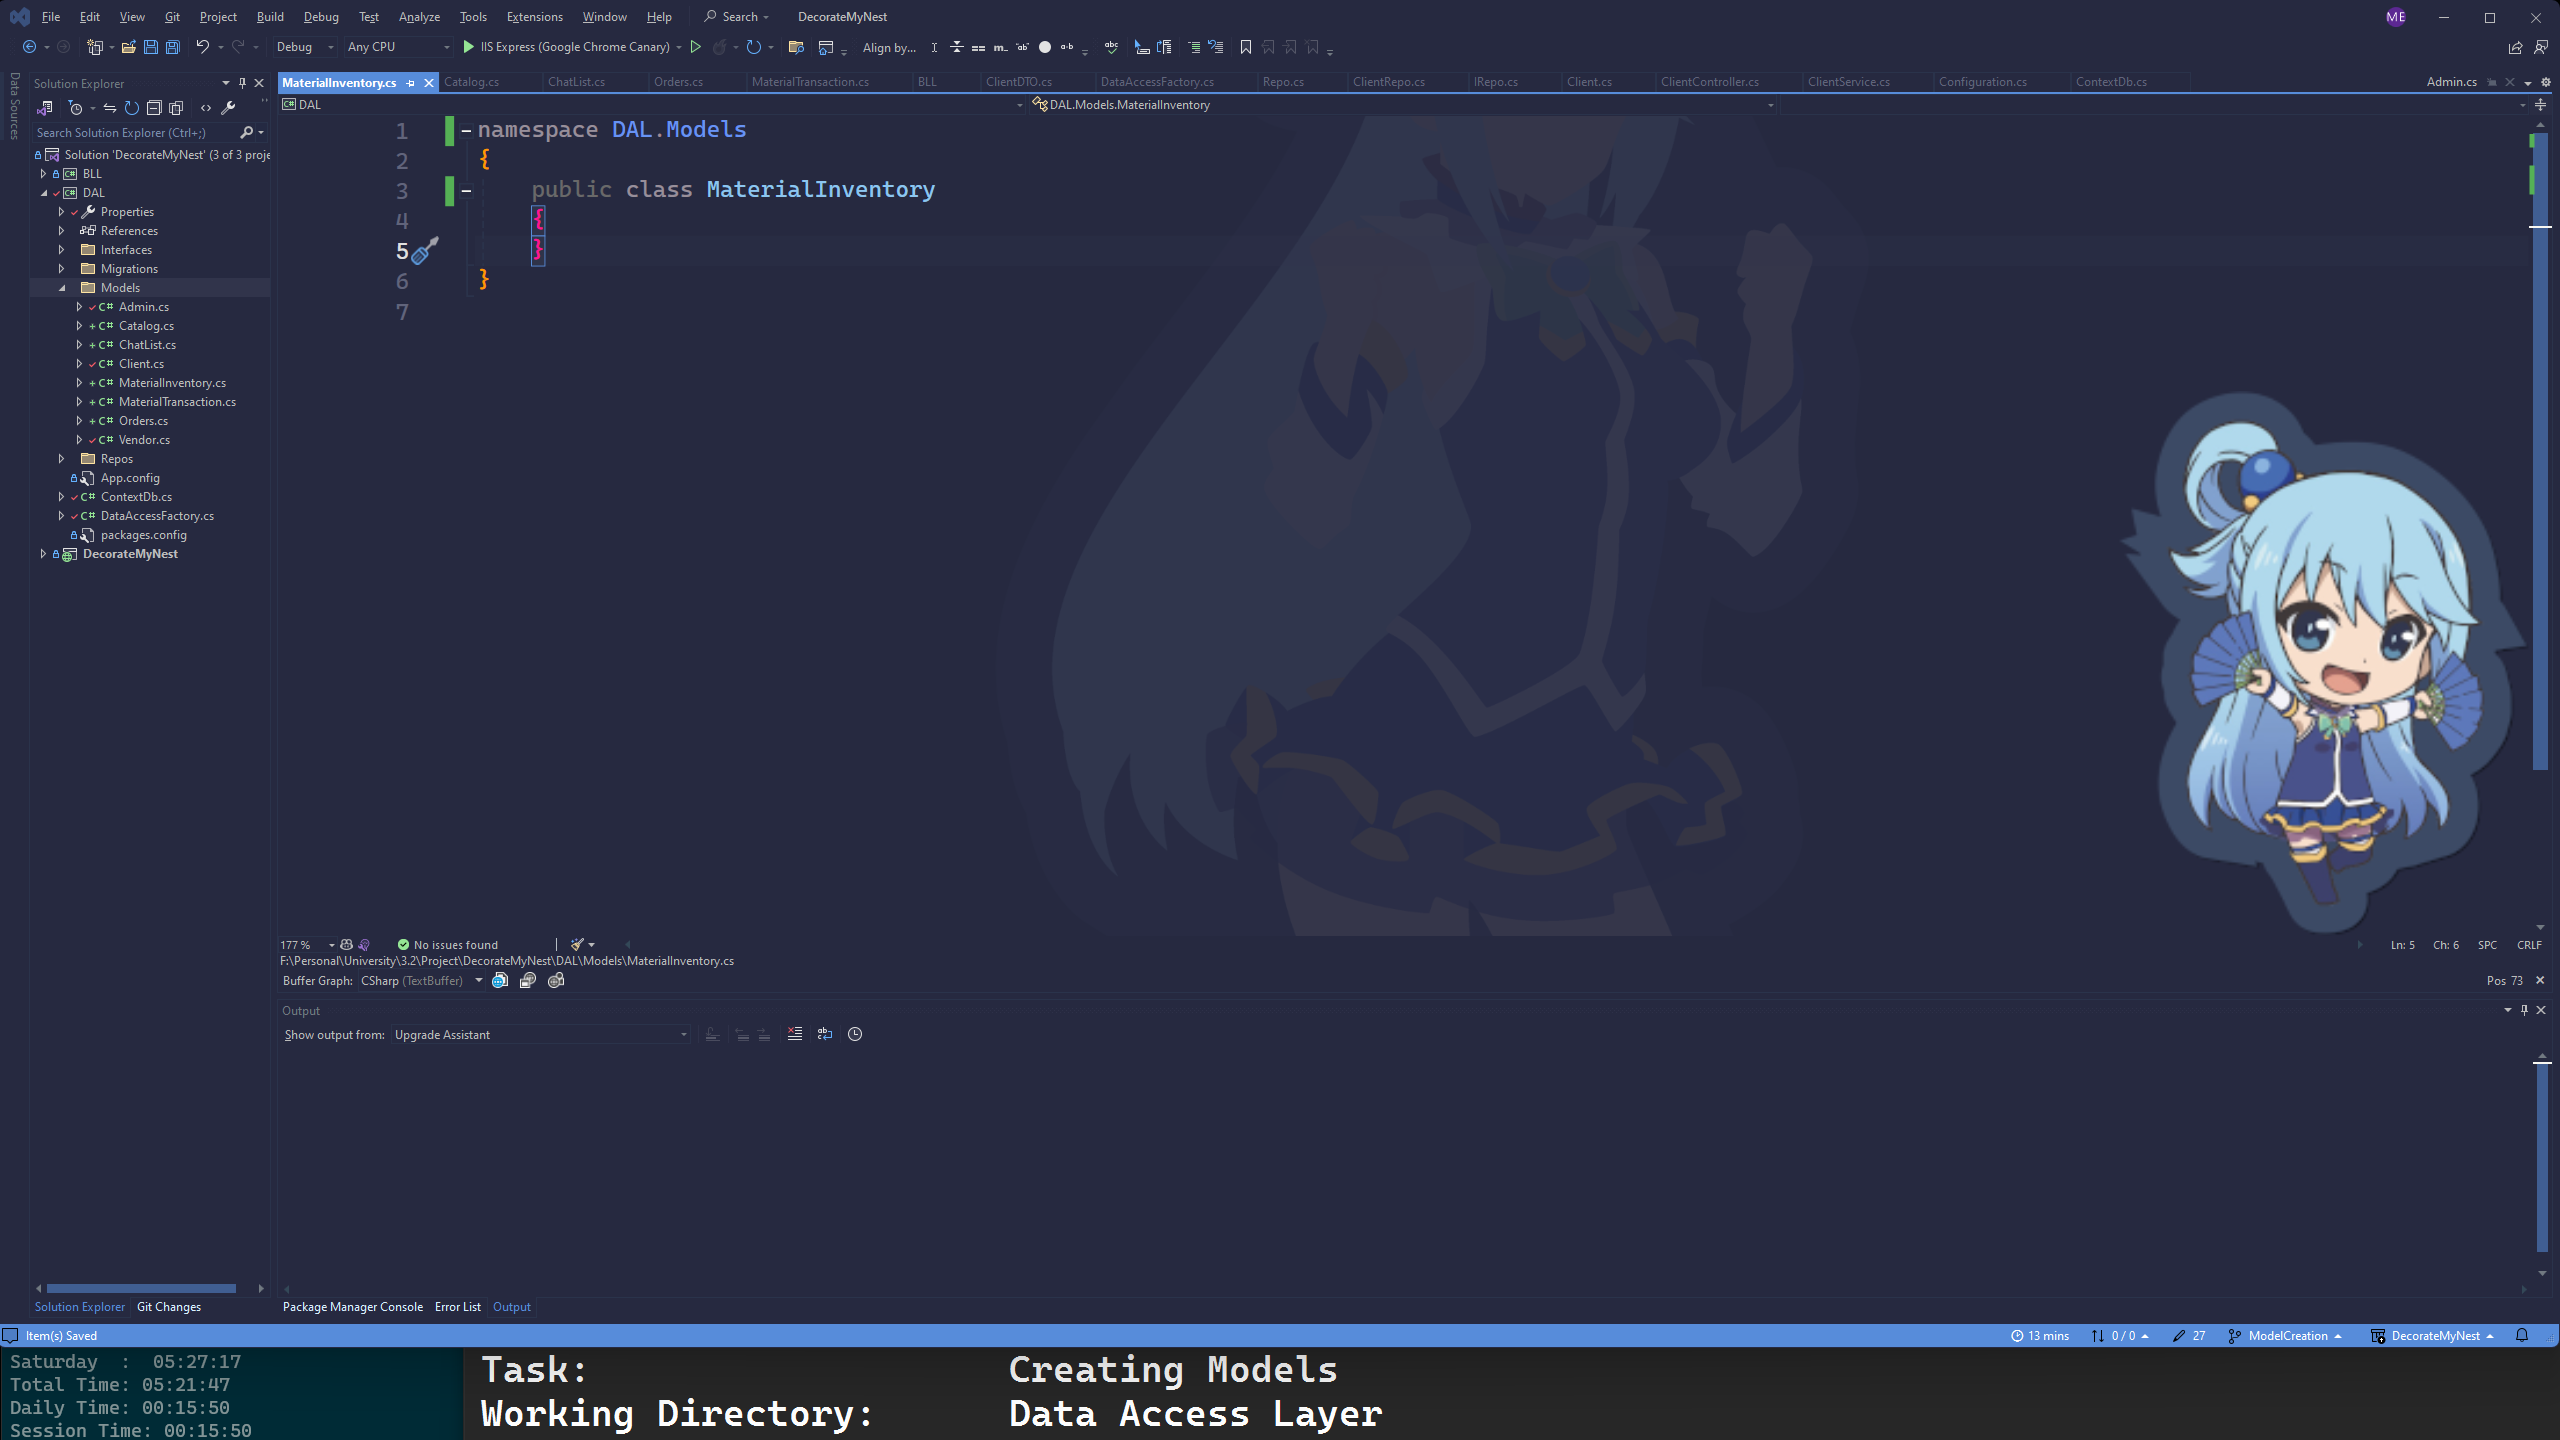 File Edit View Git Project Build Debug Test Analyze Tools Extensions Window Help Search DecorateMyNest ME
Debug Any CPU IIS Express (Google Chrome Canary) Align by...
Data Sources
Solution Explorer
Search Solution Explorer (Ctrl+;)
Solution 'DecorateMyNest' (3 of 3 proje
BLL
DAL
Properties
References
Interfaces
Migrations
Models
Admin.cs
Catalog.cs
ChatList.cs
Client.cs
MaterialInventory.cs
MaterialTransaction.cs
Orders.cs
Vendor.cs
Repos
App.config
ContextDb.cs
DataAccessFactory.cs
packages.config
DecorateMyNest
Solution Explorer Git Changes
MaterialInventory.cs Catalog.cs ChatList.cs Orders.cs MaterialTransaction.cs BLL ClientDTO.cs DataAccessFactory.cs Repo.cs ClientRepo.cs IRepo.cs Client.cs ClientController.cs ClientService.cs Configuration.cs ContextDb.cs Admin.cs
DAL DAL.Models.MaterialInventory
1 namespace DAL.Models
2 {
3 public class MaterialInventory
4 {
5 }
6 }
7
177 % No issues found Ln: 5 Ch: 6 SPC CRLF
F:\Personal\University\3.2\Project\DecorateMyNest\DAL\Models\MaterialInventory.cs
Buffer Graph: CSharp (TextBuffer) Pos 73
Output
Show output from: Upgrade Assistant
Package Manager Console Error List Output
Item(s) Saved 13 mins 0 / 0 27 ModelCreation DecorateMyNest
Saturday : 05:27:17
Total Time: 05:21:47
Daily Time: 00:15:50
Session Time: 00:15:50
Task: Creating Models
Working Directory: Data Access Layer